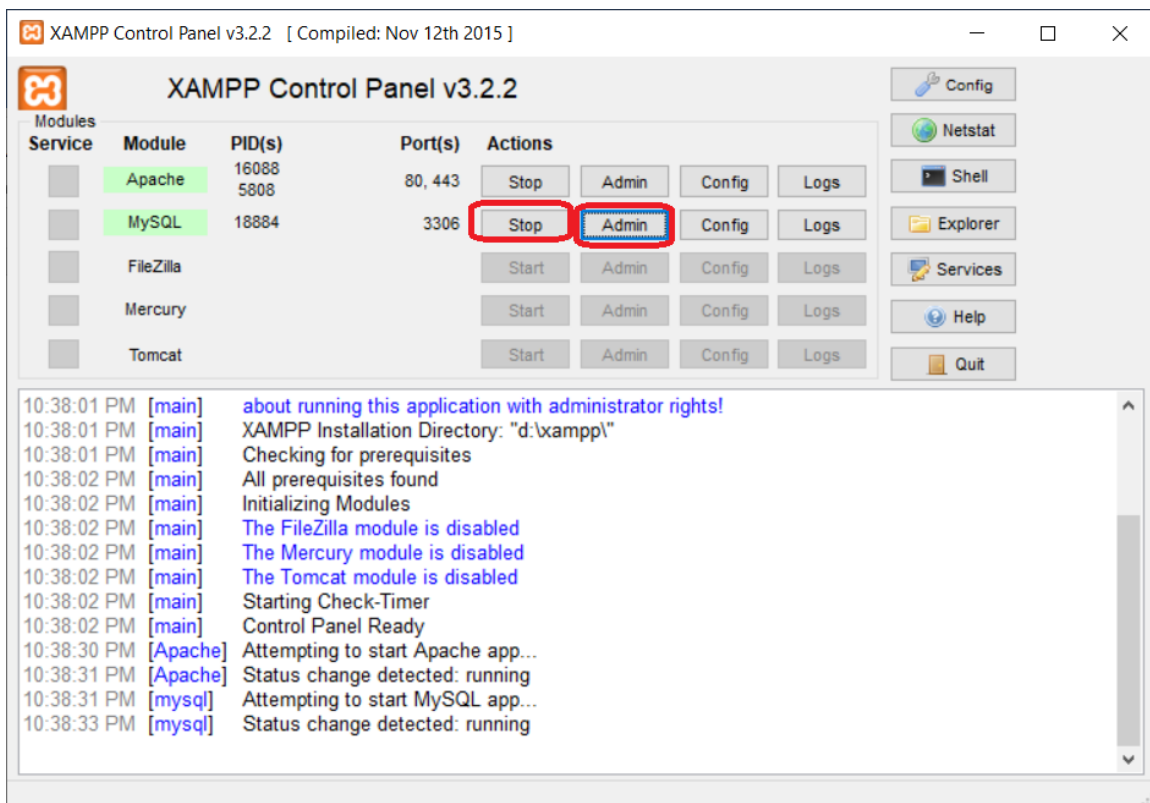 XAMPP Control Panel v3.2.2 [ Compiled: Nov 12th 2015 ]
XAMPP Control Panel v3.2.2
Config
Modules
Service Module PID(s) Port(s) Actions
Netstat
Apache 16088 5808 80, 443 Stop Admin Config Logs
Shell
MySQL 18884 3306 Stop Admin Config Logs
Explorer
FileZilla Start Admin Config Logs
Services
Mercury Start Admin Config Logs
Help
Tomcat Start Admin Config Logs
Quit
10:38:01 PM [main] about running this application with administrator rights!
10:38:01 PM [main] XAMPP Installation Directory: "d:\xampp\"
10:38:01 PM [main] Checking for prerequisites
10:38:02 PM [main] All prerequisites found
10:38:02 PM [main] Initializing Modules
10:38:02 PM [main] The FileZilla module is disabled
10:38:02 PM [main] The Mercury module is disabled
10:38:02 PM [main] The Tomcat module is disabled
10:38:02 PM [main] Starting Check-Timer
10:38:02 PM [main] Control Panel Ready
10:38:30 PM [Apache] Attempting to start Apache app...
10:38:31 PM [Apache] Status change detected: running
10:38:31 PM [mysql] Attempting to start MySQL app...
10:38:33 PM [mysql] Status change detected: running